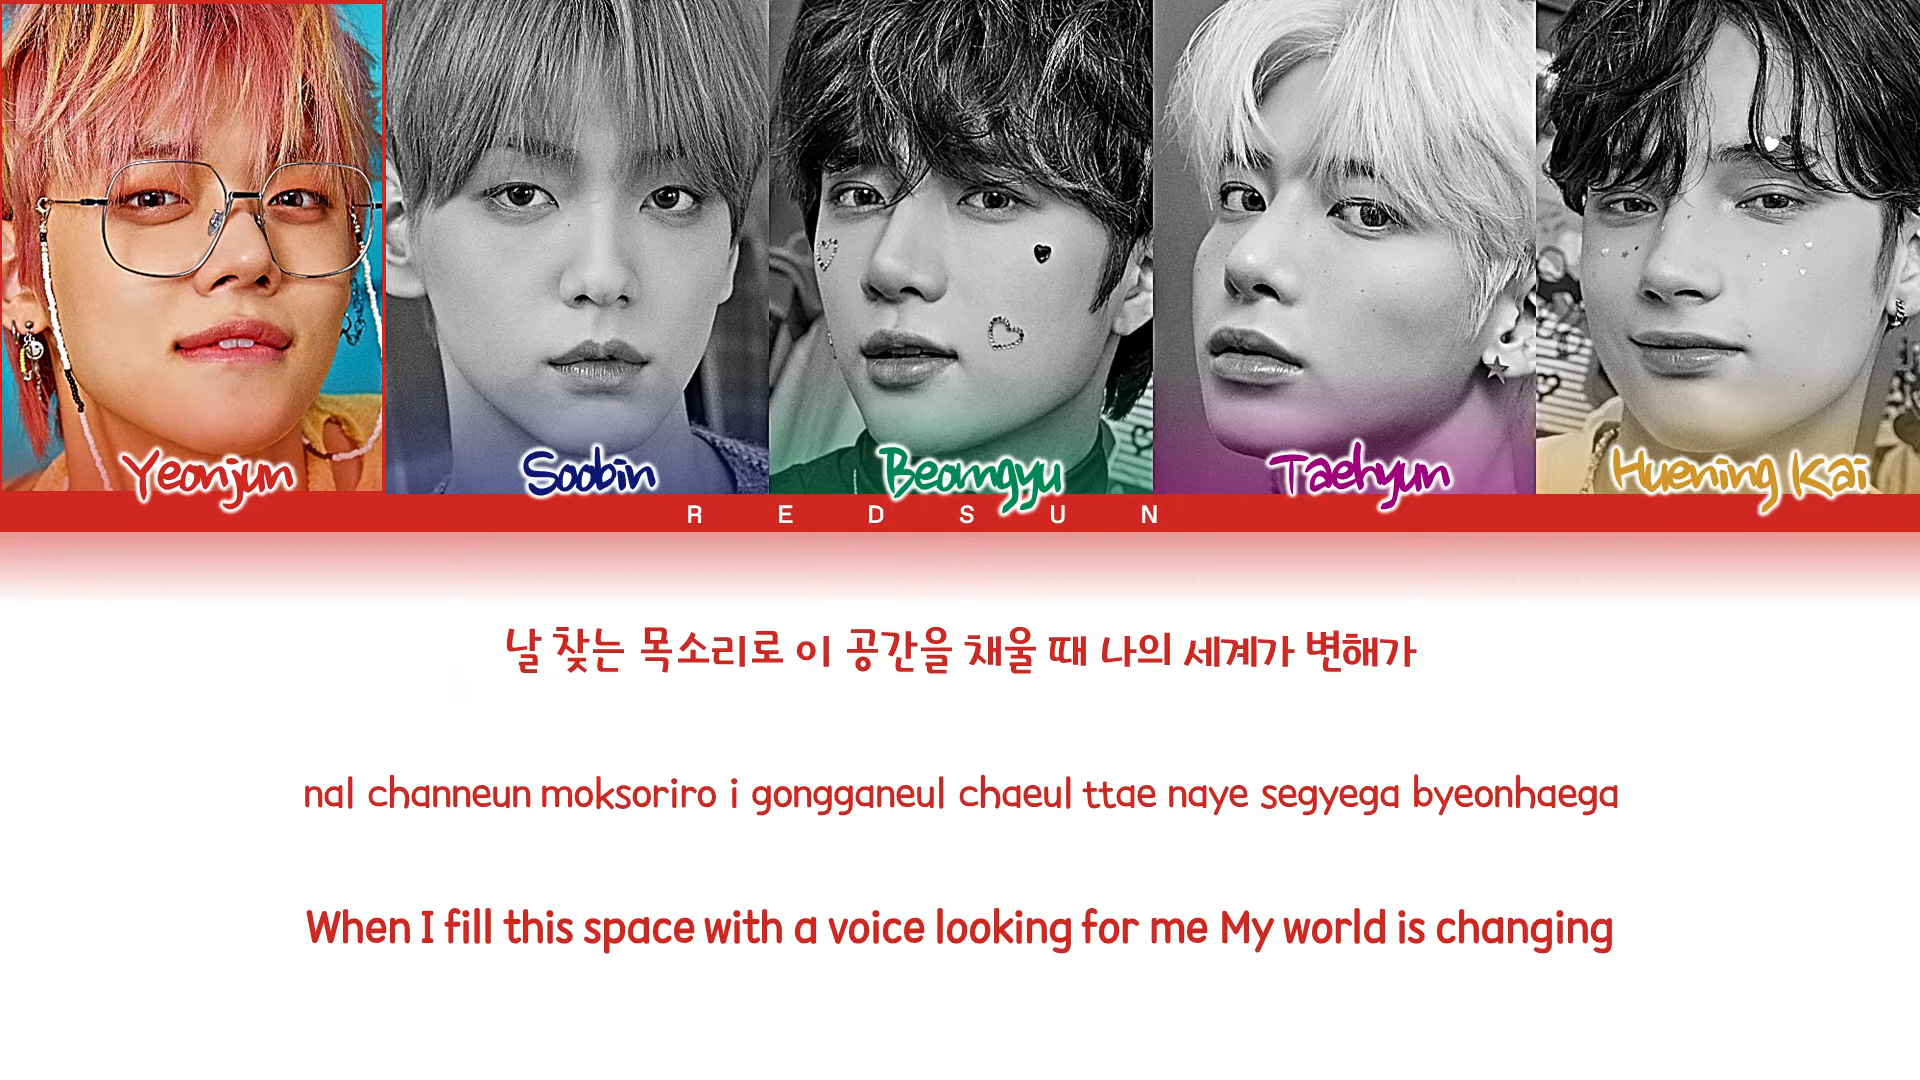 Yeonjun Soobin Beomgyu Taehyun Huening Kai
REDSUN
날 찾는 목소리로 이 공간을 채울 때 나의 세계가 변해가
nal channeun moksoriro i gongganeul chaeul ttae naye segyega byeonhaega
When I fill this space with a voice looking for me My world is changing